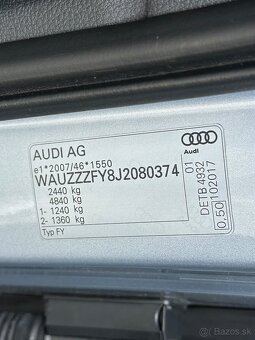 AUDI AG
e1*2007/46*1550
WAUZZZFY8J2080374
2440 kg
4840 kg
1- 1240 kg
2- 1360 kg
Typ FY
Audi
01
DETB 4932
0.50 102017
bazos.sk